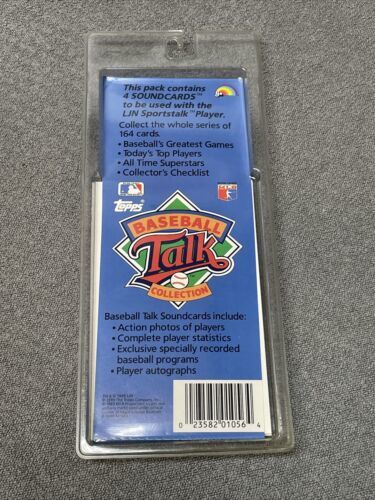 This pack contains
4 SOUNDCARDS™
to be used with the
LJN Sportstalk™ Player.
Collect the whole series of
164 cards.
• Baseball's Greatest Games
• Today's Top Players
• All Time Superstars
• Collector's Checklist
Topps
BASEBALL
Talk
COLLECTION
Baseball Talk Soundcards include:
• Action photos of players
• Complete player statistics
• Exclusive specially recorded
baseball programs
• Player autographs
0 23582 01056 4